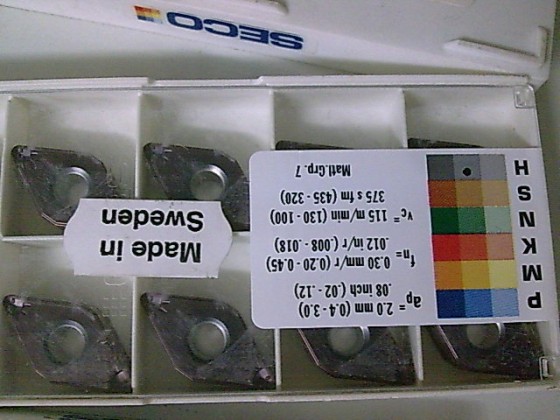 SECO
Made in
Sweden
P
M
K
N
S
H
ap = 2.0 mm (0.4 - 3.0)
.08 inch (.02 - .12)
fn = 0.30 mm/r (0.20 - 0.45)
.012 in/r (.008 - .018)
vc = 115 m/min (130 - 100)
375 s fm (435 - 320)
Matl.Grp. 7